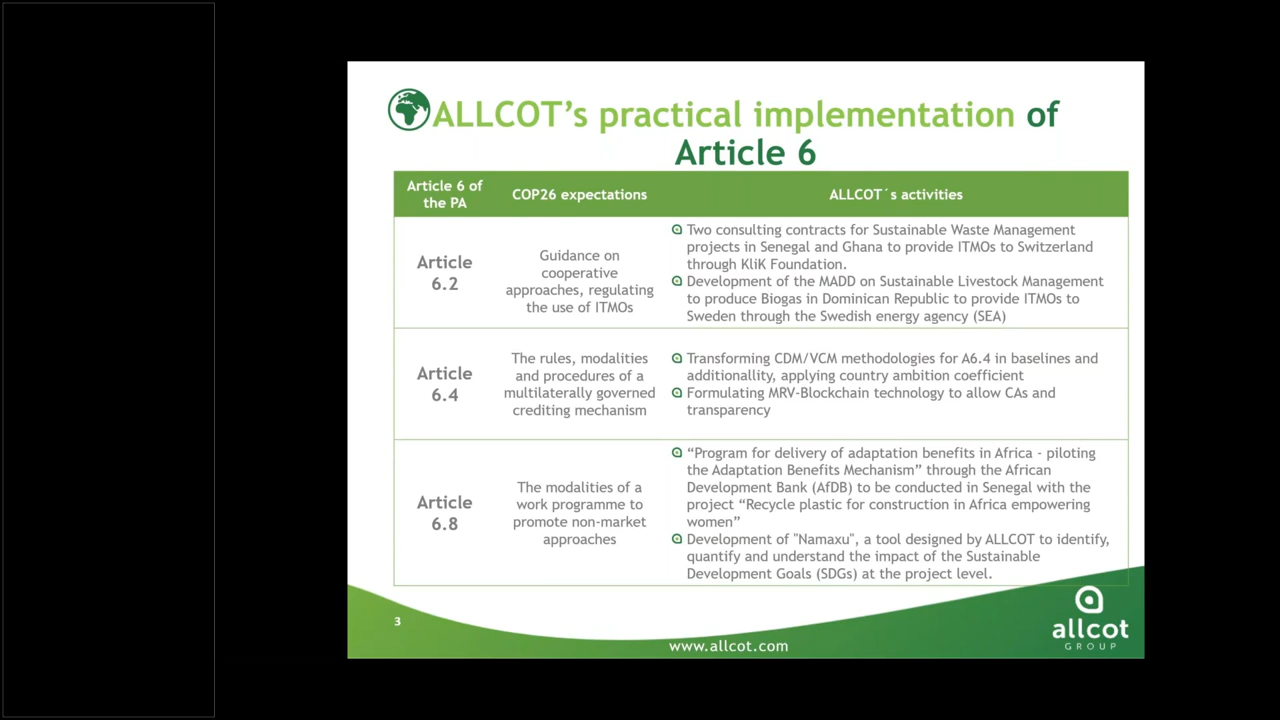 ALLCOT’s practical implementation of
Article 6
Article 6 of
the PA
COP26 expectations
ALLCOT´s activities
Article
6.2
Guidance on
cooperative
approaches, regulating
the use of ITMOs
Two consulting contracts for Sustainable Waste Management
projects in Senegal and Ghana to provide ITMOs to Switzerland
through KliK Foundation.
Development of the MADD on Sustainable Livestock Management
to produce Biogas in Dominican Republic to provide ITMOs to
Sweden through the Swedish energy agency (SEA)
Article
6.4
The rules, modalities
and procedures of a
multilaterally governed
crediting mechanism
Transforming CDM/VCM methodologies for A6.4 in baselines and
additionallity, applying country ambition coefficient
Formulating MRV-Blockchain technology to allow CAs and
transparency
Article
6.8
The modalities of a
work programme to
promote non-market
approaches
“Program for delivery of adaptation benefits in Africa - piloting
the Adaptation Benefits Mechanism” through the African
Development Bank (AfDB) to be conducted in Senegal with the
project “Recycle plastic for construction in Africa empowering
women”
Development of "Namaxu", a tool designed by ALLCOT to identify,
quantify and understand the impact of the Sustainable
Development Goals (SDGs) at the project level.
3
www.allcot.com
allcot
GROUP